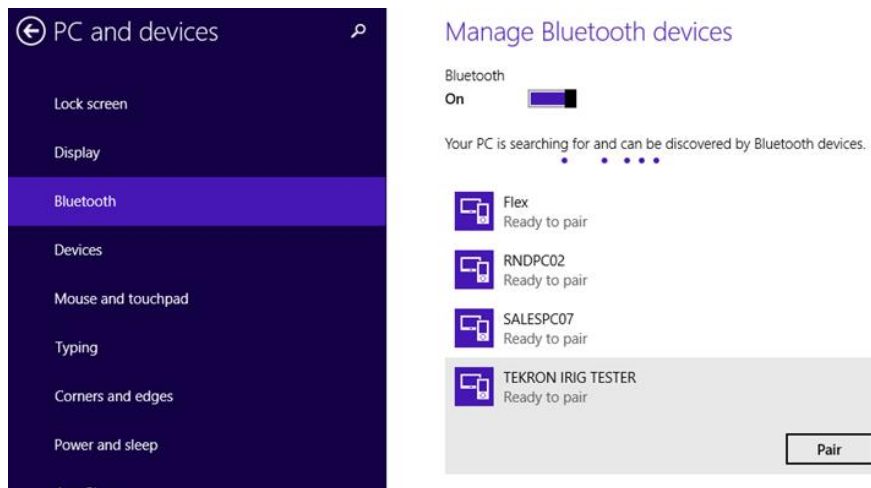 PC and devices
Lock screen
Display
Bluetooth
Devices
Mouse and touchpad
Typing
Corners and edges
Power and sleep
Manage Bluetooth devices
Bluetooth
On
Your PC is searching for and can be discovered by Bluetooth devices.
Flex
Ready to pair
RNDPC02
Ready to pair
SALESPC07
Ready to pair
TEKRON IRIG TESTER
Ready to pair
Pair